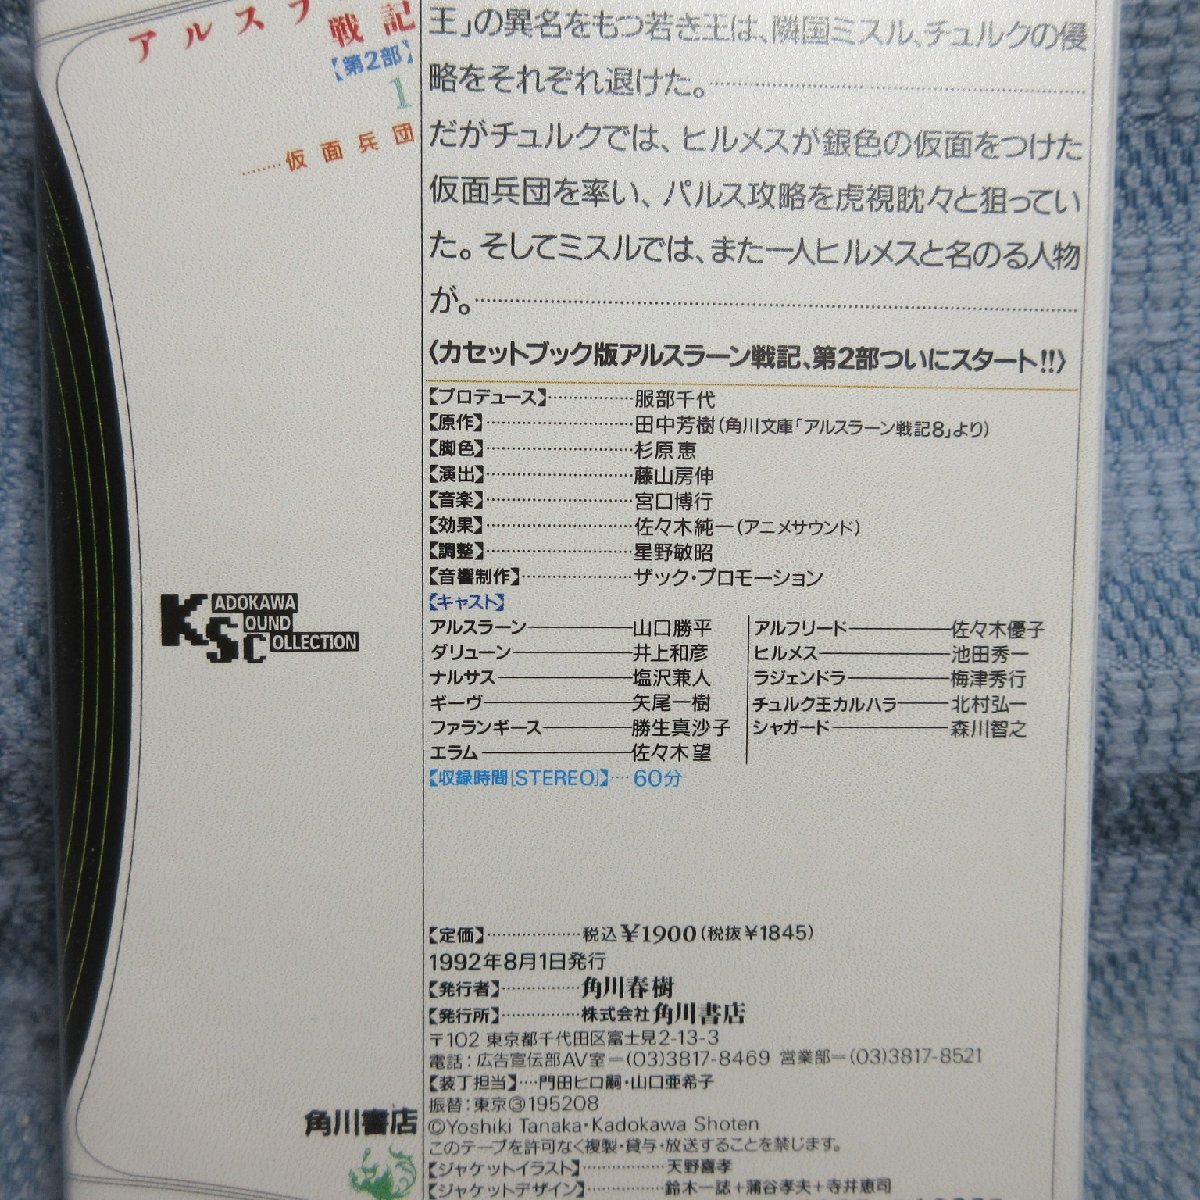 アルスラ
戦記
【第2部】
1
………仮面兵団
王」の異名をもつ若き王は、隣国ミスル、チュルクの侵
略をそれぞれ退けた。
だがチュルクでは、ヒルメスが銀色の仮面をつけた
仮面兵団を率い、パルス攻略を虎視眈々と狙ってい
た。そしてミスルでは、また一人ヒルメスと名のる人物
が。
〈カセットブック版アルスラーン戦記、第2部ついにスタート!!〉
【プロデュース】……………服部千代
【原作】……………田中芳樹(角川文庫「アルスラーン戦記8」より)
【脚色】……………杉原恵
【演出】……………藤山房伸
【音楽】……………宮口博行
【効果】……………佐々木純一(アニメサウンド)
【調整】……………星野敏昭
【音響制作】……………ザック・プロモーション
【キャスト】
アルスラーン――――山口勝平
ダリューン――――井上和彦
ナルサス――――塩沢兼人
ギーヴ――――矢尾一樹
ファランギース――――勝生真沙子
エラム――――佐々木望
アルフリード――――佐々木優子
ヒルメス――――池田秀一
ラジェンドラ――――梅津秀行
チュルク王カルハラ――北村弘一
シャガード――――森川智之
【収録時間[STEREO]】…60分
KADOKAWA
SOUND
COLLECTION
【定価】……………税込¥1900(税抜¥1845)
1992年8月1日発行
【発行者】……………角川春樹
【発行所】……………株式会社角川書店
〒102 東京都千代田区富士見2-13-3
電話:広告宣伝部AV室=(03)3817-8469 営業部=(03)3817-8521
【装丁担当】…門田ヒロ嗣・山口亜希子
振替:東京③195208
©Yoshiki Tanaka・Kadokawa Shoten
このテープを許可なく複製・貸与・放送することを禁じます。
【ジャケットイラスト】……………天野喜孝
【ジャケットデザイン】……………鈴木一誌+蒲谷孝夫+寺井恵司
角川書店